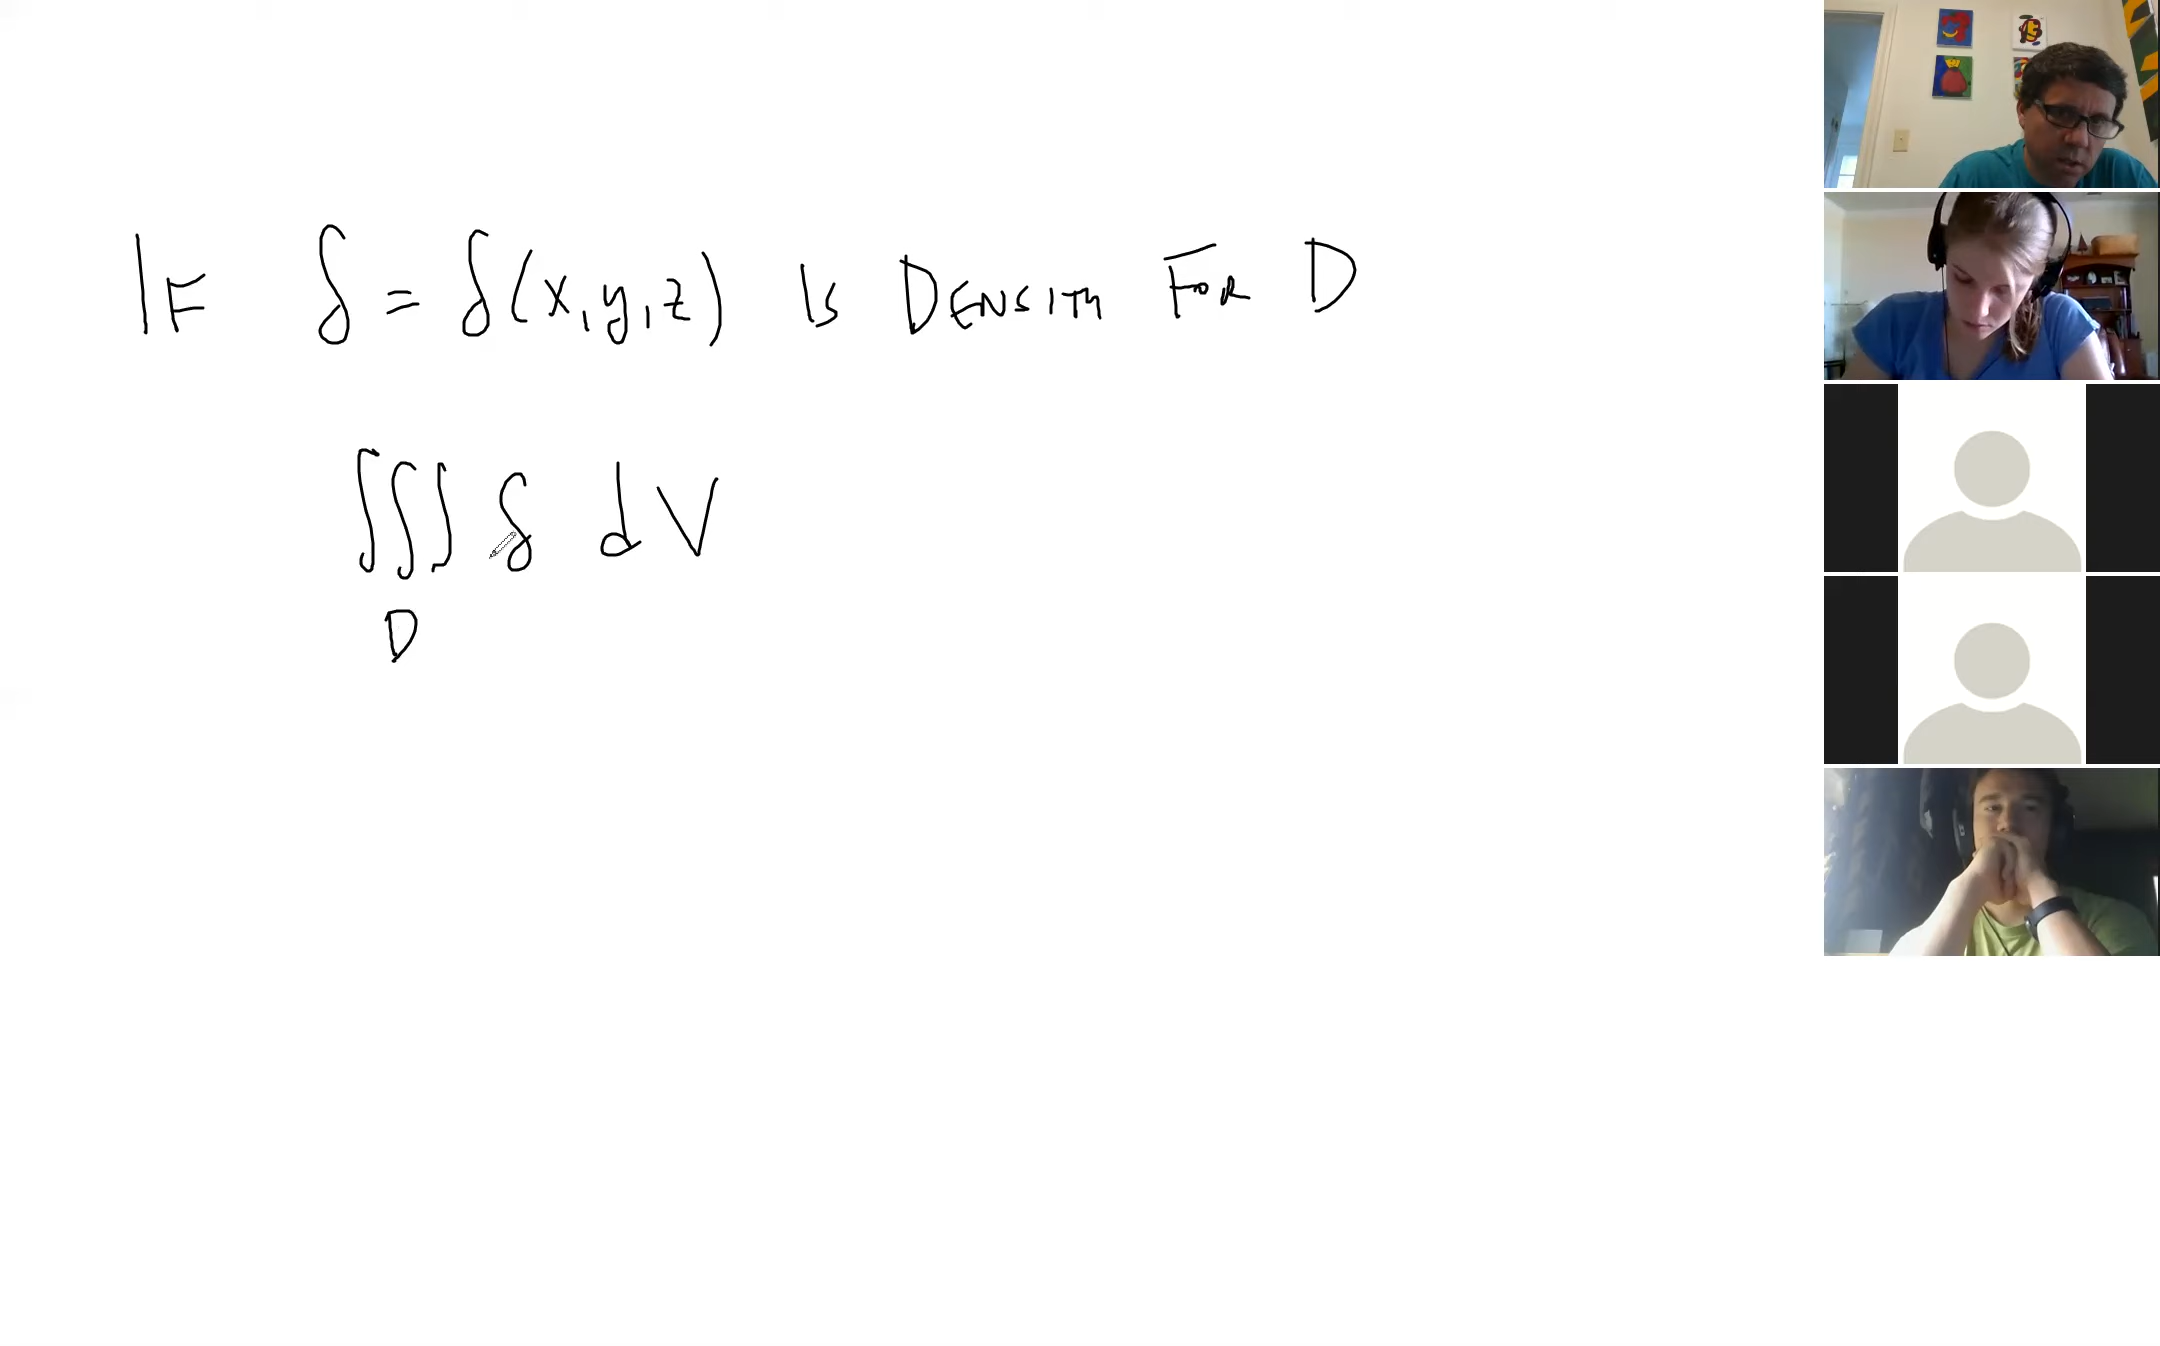 IF δ = δ(x,y,z) IS DENSITY FOR D
∭ δ dV
D